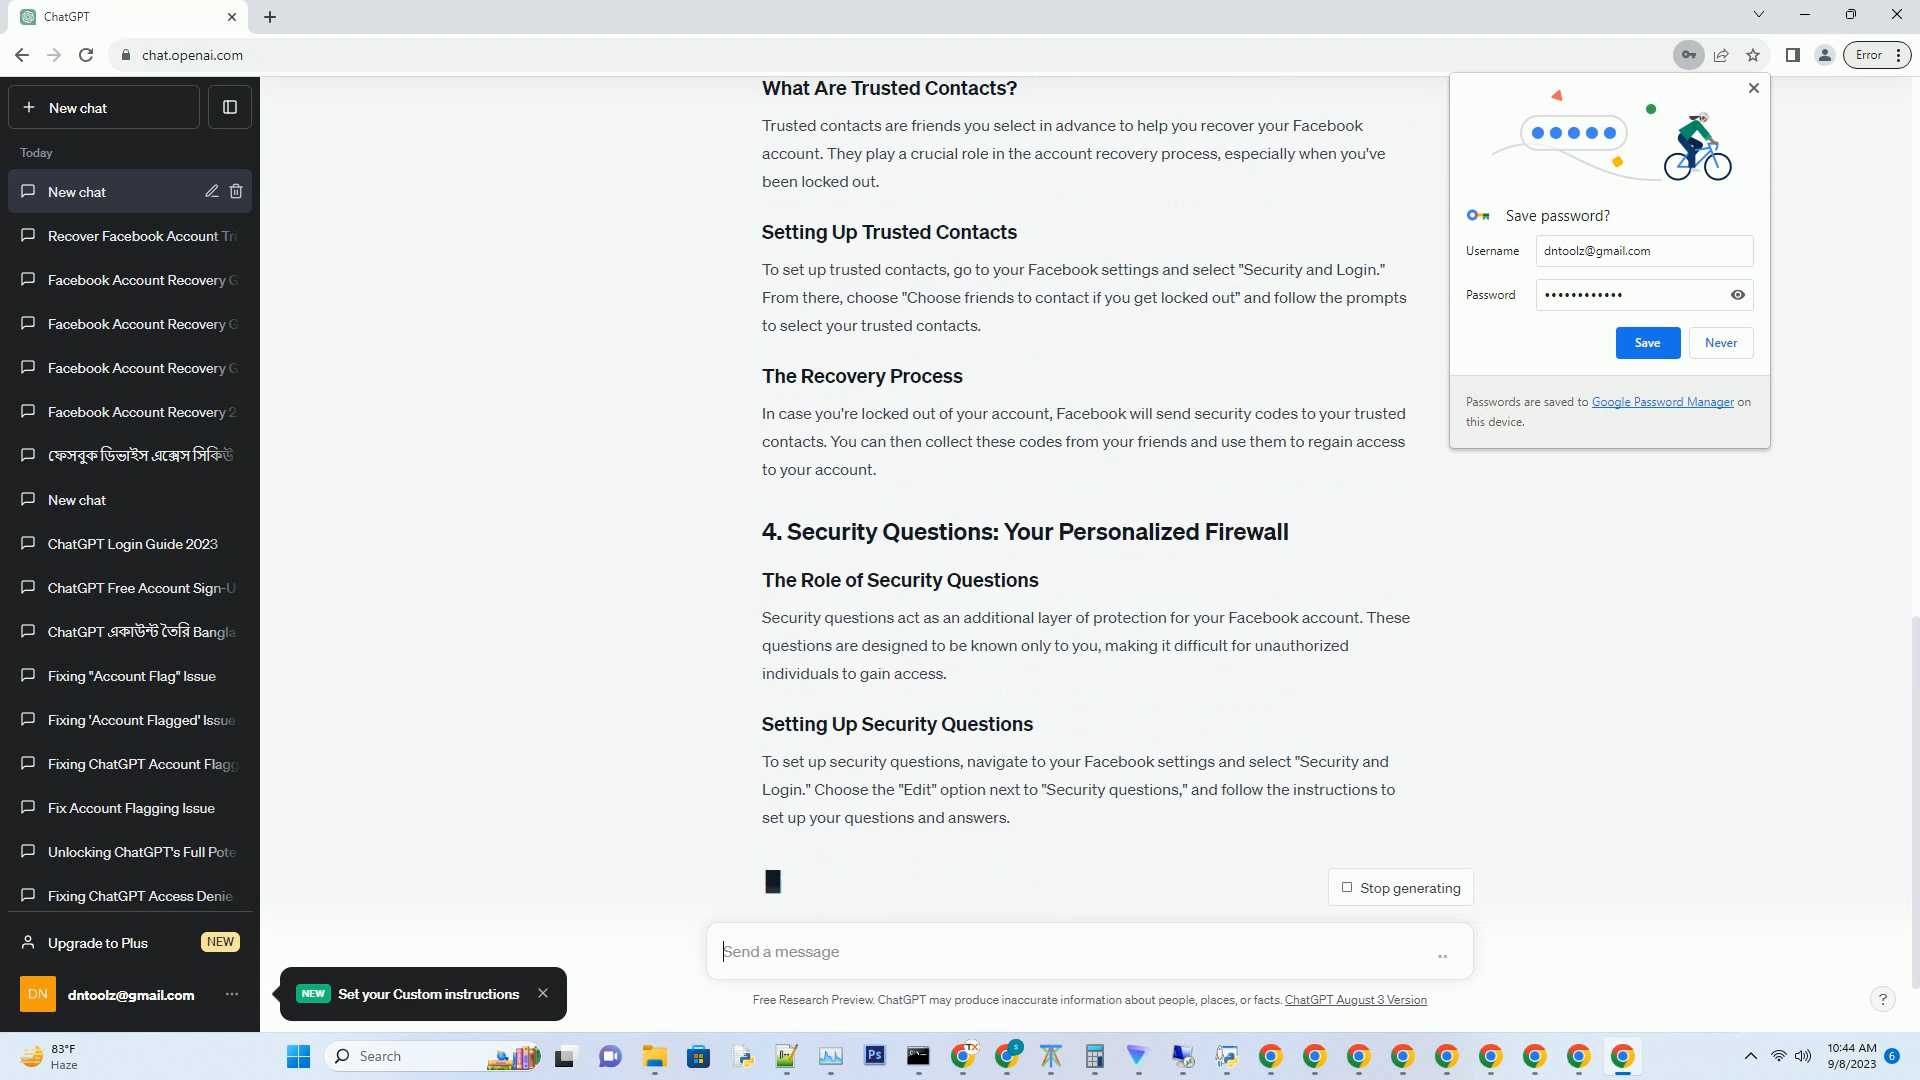 ChatGPT
chat.openai.com
Error
New chat
Today
New chat
Recover Facebook Account Tri
Facebook Account Recovery G
Facebook Account Recovery G
Facebook Account Recovery G
Facebook Account Recovery 2
ফেসবুক ডিভাইস এক্সেস সিকিউ
New chat
ChatGPT Login Guide 2023
ChatGPT Free Account Sign-U
ChatGPT একাউন্ট তৈরি Bangla
Fixing "Account Flag" Issue
Fixing 'Account Flagged' Issue
Fixing ChatGPT Account Flagg
Fix Account Flagging Issue
Unlocking ChatGPT's Full Pote
Fixing ChatGPT Access Denie
Upgrade to Plus
NEW
DN
dntoolz@gmail.com
What Are Trusted Contacts?
Trusted contacts are friends you select in advance to help you recover your Facebook
account. They play a crucial role in the account recovery process, especially when you've
been locked out.
Setting Up Trusted Contacts
To set up trusted contacts, go to your Facebook settings and select "Security and Login."
From there, choose "Choose friends to contact if you get locked out" and follow the prompts
to select your trusted contacts.
The Recovery Process
In case you're locked out of your account, Facebook will send security codes to your trusted
contacts. You can then collect these codes from your friends and use them to regain access
to your account.
4. Security Questions: Your Personalized Firewall
The Role of Security Questions
Security questions act as an additional layer of protection for your Facebook account. These
questions are designed to be known only to you, making it difficult for unauthorized
individuals to gain access.
Setting Up Security Questions
To set up security questions, navigate to your Facebook settings and select "Security and
Login." Choose the "Edit" option next to "Security questions," and follow the instructions to
set up your questions and answers.
Stop generating
Send a message
NEW Set your Custom instructions
Free Research Preview. ChatGPT may produce inaccurate information about people, places, or facts. ChatGPT August 3 Version
?
Save password?
Username
dntoolz@gmail.com
Password
••••••••••••
Save
Never
Passwords are saved to Google Password Manager on
this device.
83°F
Haze
Search
Ps
TX
S
10:44 AM
9/8/2023
6